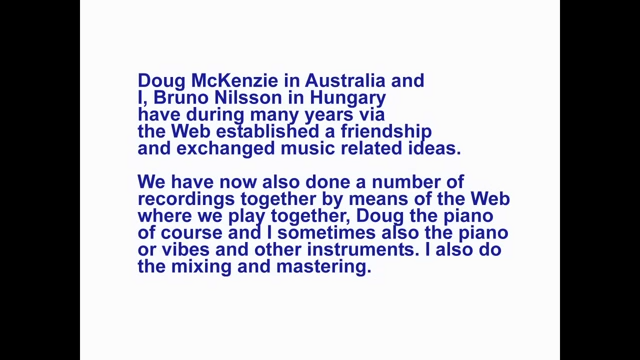 Doug McKenzie in Australia and
I, Bruno Nilsson in Hungary
have during many years via
the Web established a friendship
and exchanged music related ideas.
We have now also done a number of
recordings together by means of the Web
where we play together, Doug the piano
of course and I sometimes also the piano
or vibes and other instruments. I also do
the mixing and mastering.